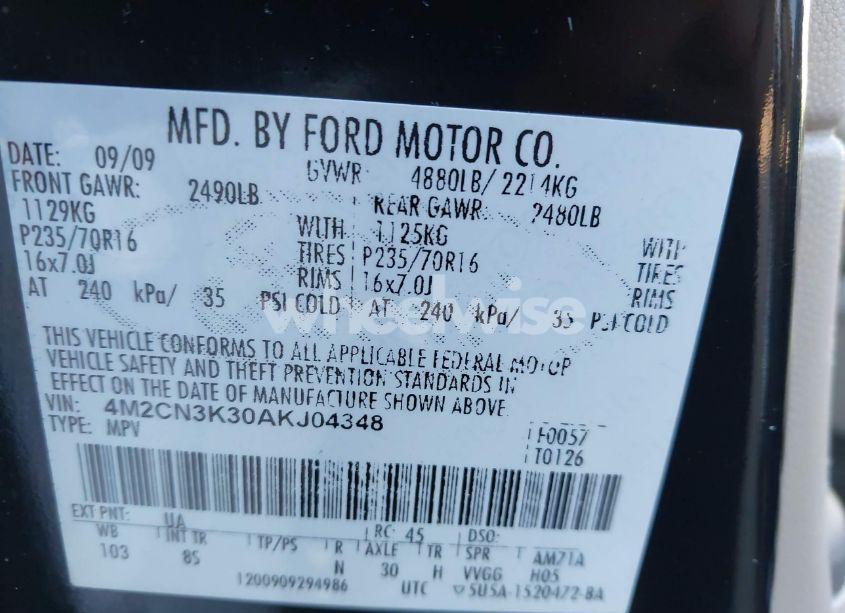 MFD. BY FORD MOTOR CO.
DATE: 09/09 GVWR: 4880LB/ 2214KG
FRONT GAWR: 2490LB REAR GAWR: 2480LB
1129KG WITH 1125KG WITH
P235/70R16 TIRES P235/70R16 TIRES
16x7.0J RIMS 16x7.0J RIMS
AT 240 kPa/ 35 PSI COLD AT 240 kPa/ 35 PSI COLD
wheelwise
THIS VEHICLE CONFORMS TO ALL APPLICABLE FEDERAL MOTOR
VEHICLE SAFETY AND THEFT PREVENTION STANDARDS IN
EFFECT ON THE DATE OF MANUFACTURE SHOWN ABOVE.
VIN: 4M2CN3K30AKJ04348 F0057
TYPE: MPV T0126
EXT PNT: UA RC: 45 DSO:
WB INT TR TP/PS R AXLE TR SPR AM71A
103 85 N 30 H VVGG H05
1200909294986 UTC ▽5U5A-1520472-BA